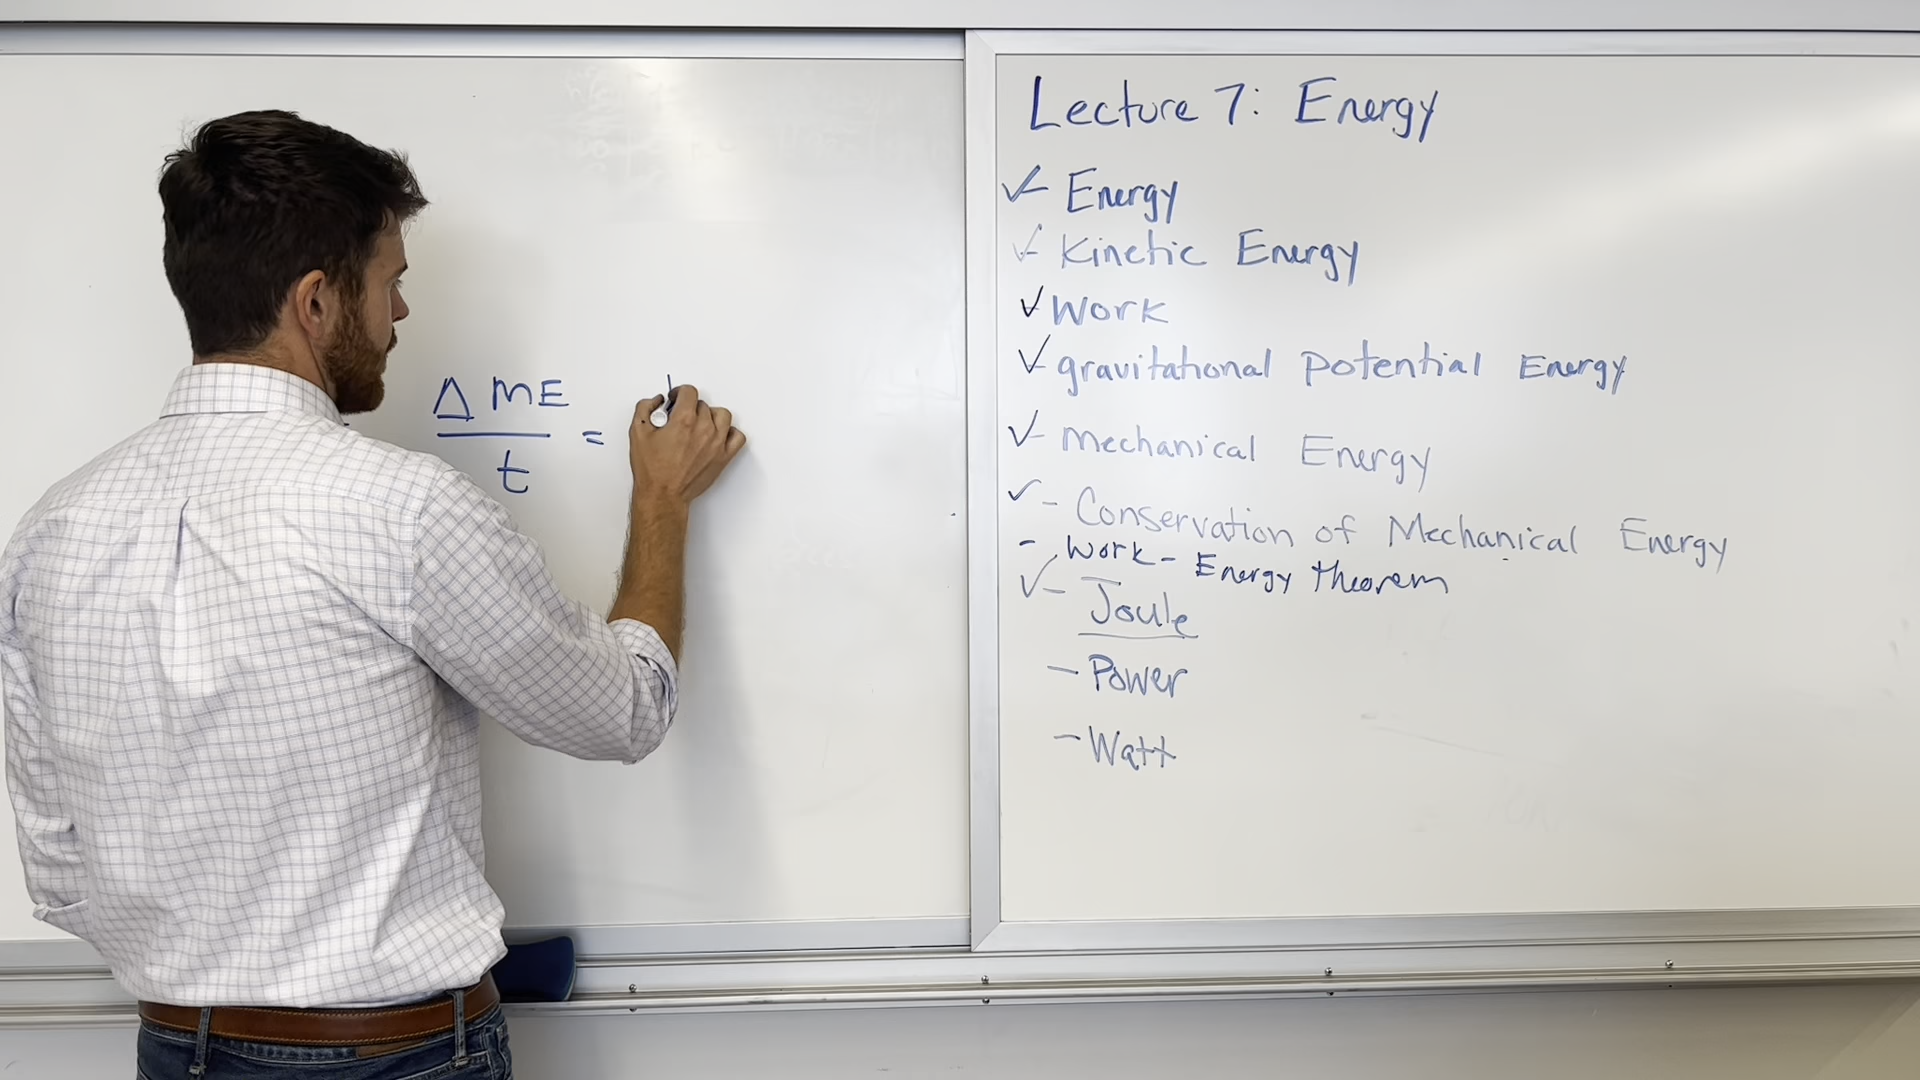 Δ ME
t
=
Lecture 7: Energy
✓- Energy
✓- Kinetic Energy
✓ Work
✓ gravitational Potential Energy
✓- Mechanical Energy
✓ - Conservation of Mechanical Energy
- Work - Energy theorem
✓ - Joule
- Power
- Watt